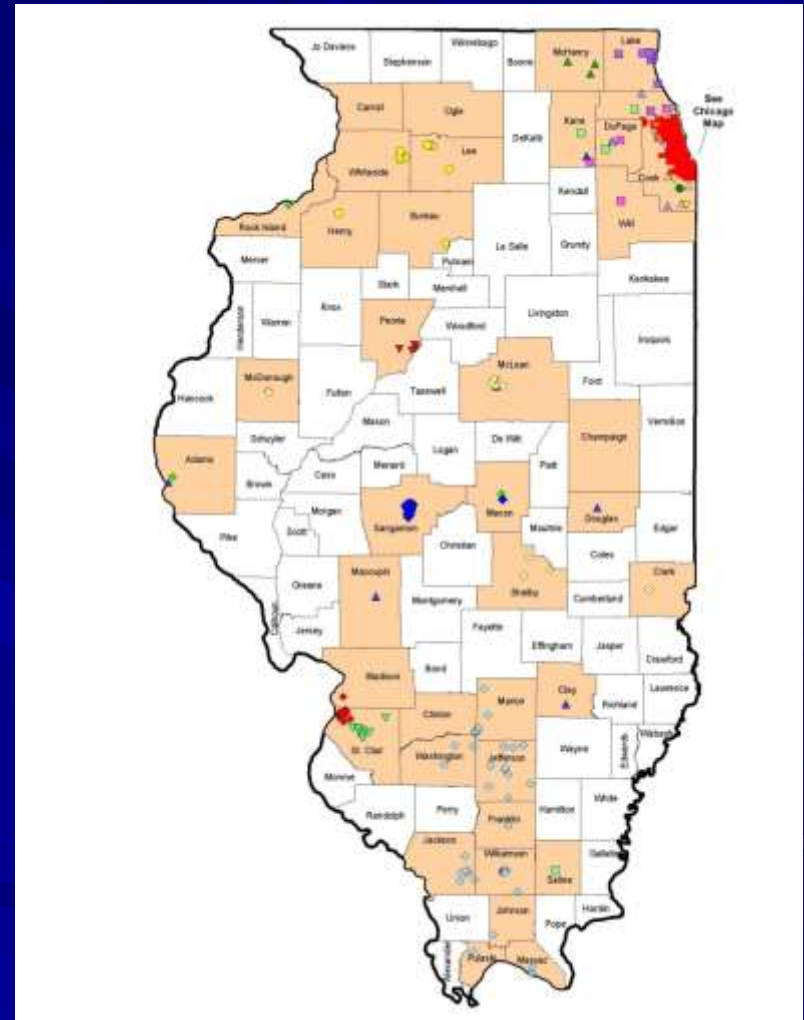 Jo Daviess
Stephenson
Winnebago
Boone
McHenry
Lake
See
Chicago
Map
Carroll
Ogle
DeKalb
Kane
DuPage
Cook
Whiteside
Lee
Kendall
Will
Rock Island
Henry
Bureau
La Salle
Grundy
Mercer
Putnam
Kankakee
Stark
Marshall
Henderson
Warren
Knox
Peoria
Woodford
Livingston
Iroquois
McLean
Ford
Hancock
McDonough
Fulton
Tazewell
Mason
Vermilion
Schuyler
Logan
De Witt
Champaign
Adams
Brown
Cass
Menard
Piatt
Morgan
Sangamon
Macon
Douglas
Edgar
Pike
Scott
Christian
Moultrie
Coles
Greene
Macoupin
Shelby
Clark
Calhoun
Jersey
Montgomery
Cumberland
Fayette
Effingham
Jasper
Crawford
Madison
Bond
Clay
Richland
Lawrence
Clinton
Marion
Wabash
St. Clair
Washington
Jefferson
Wayne
Edwards
Monroe
Randolph
Perry
Hamilton
White
Franklin
Jackson
Williamson
Saline
Gallatin
Union
Johnson
Pope
Hardin
Alexander
Pulaski
Massac